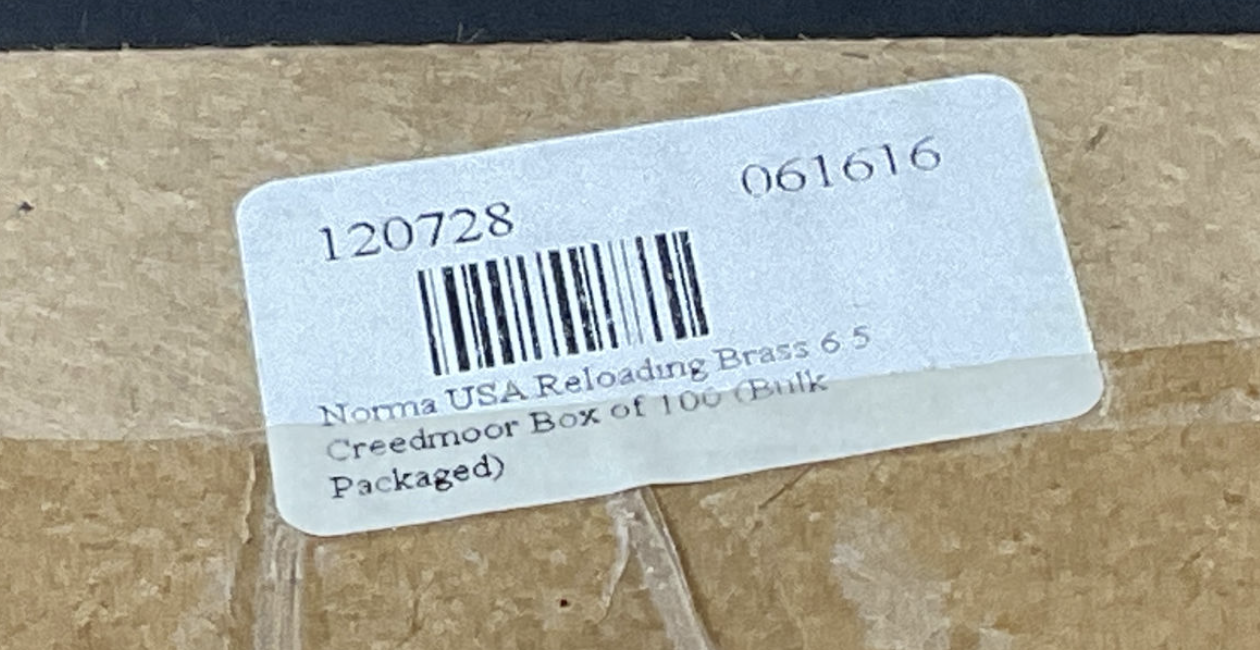 061616
120728
Norma USA Reloading Brass 6 5
Creedmoor Box of 100 (Bulk
Packaged)